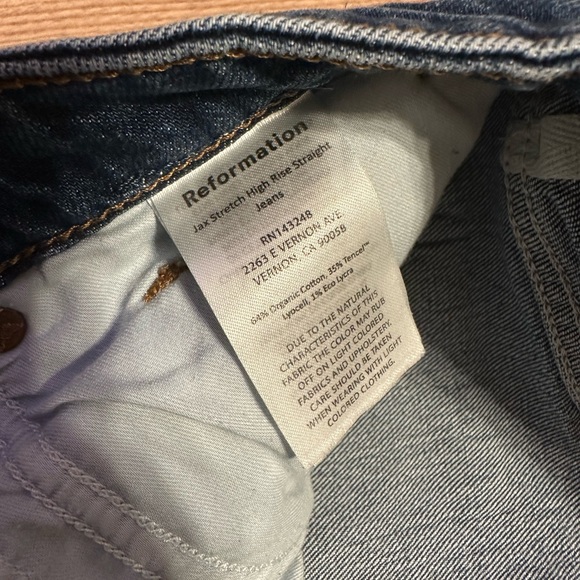 Reformation
Jax Stretch High Rise Straight
Jeans
RN143248
2263 E VERNON AVE
VERNON, CA 90058
64% Organic Cotton, 35% Tencel™
Lyocell, 1% Eco Lycra
DUE TO THE NATURAL
CHARACTERISTICS OF THIS
FABRIC THE COLOR MAY RUB
OFF ON LIGHT COLORED
FABRICS AND UPHOLSTERY.
CARE SHOULD BE TAKEN
WHEN WEARING WITH LIGHT
COLORED CLOTHING.